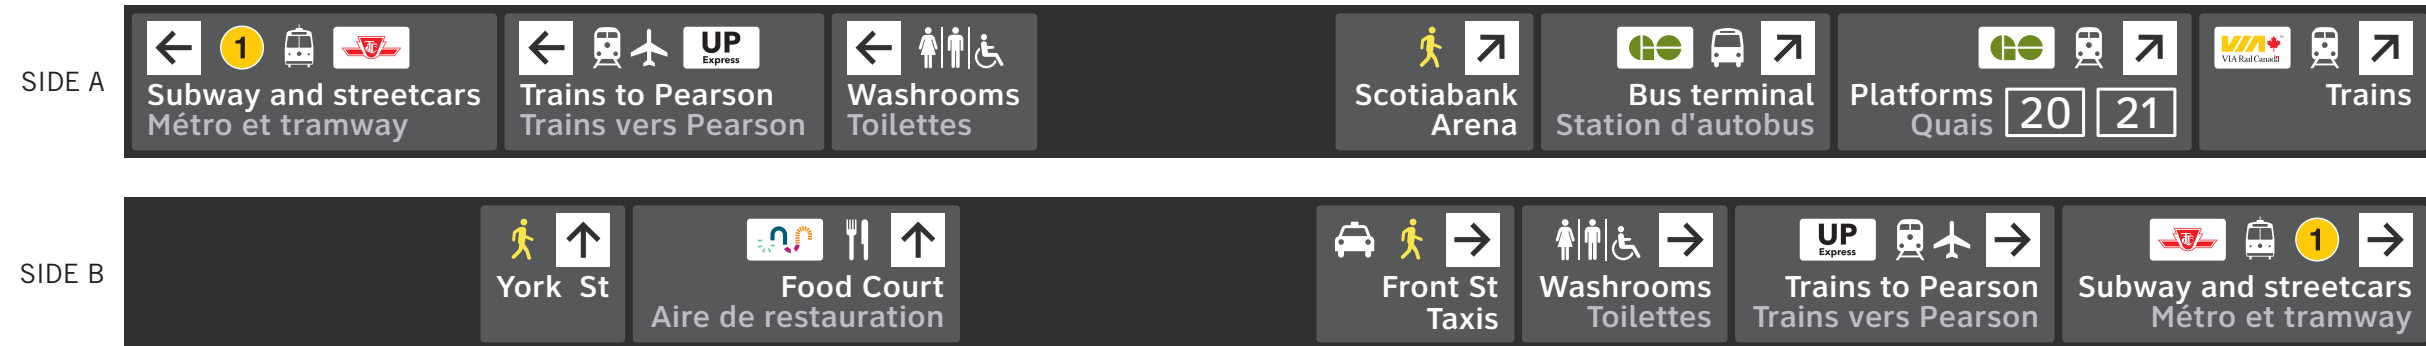 SIDE A
1
Subway and streetcars
Métro et tramway
UP
Express
Trains to Pearson
Trains vers Pearson
Washrooms
Toilettes
Scotiabank
Arena
GO
Bus terminal
Station d'autobus
GO
Platforms
Quais
20
21
VIA
VIA Rail Canada
Trains
SIDE B
York St
Food Court
Aire de restauration
Front St
Taxis
Washrooms
Toilettes
UP
Express
Trains to Pearson
Trains vers Pearson
1
Subway and streetcars
Métro et tramway